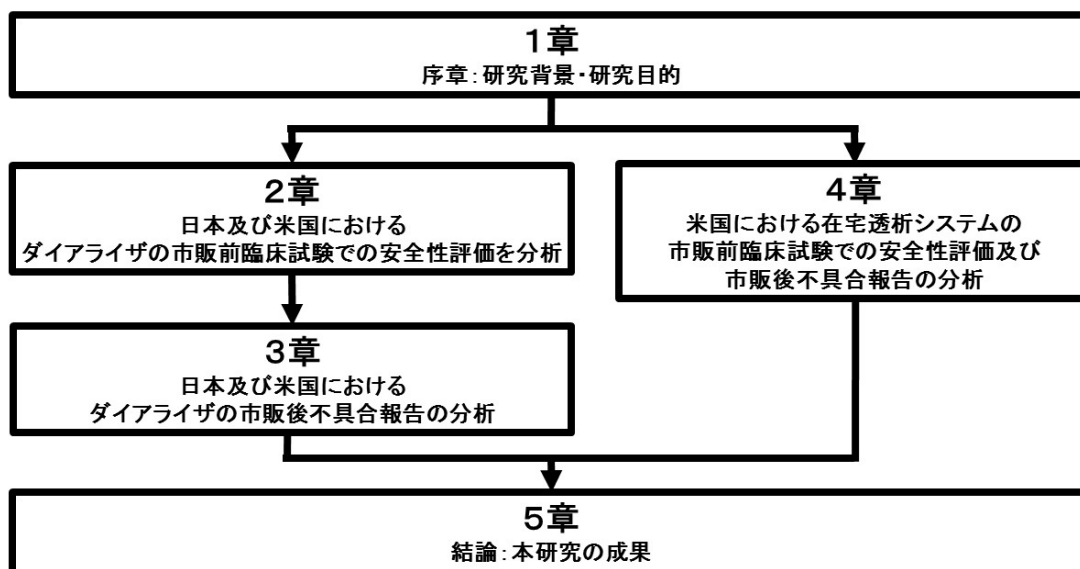 1章
序章：研究背景・研究目的
2章
日本及び米国における
ダイアライザの市販前臨床試験での安全性評価を分析
4章
米国における在宅透析システムの
市販前臨床試験での安全性評価及び
市販後不具合報告の分析
3章
日本及び米国における
ダイアライザの市販後不具合報告の分析
5章
結論：本研究の成果